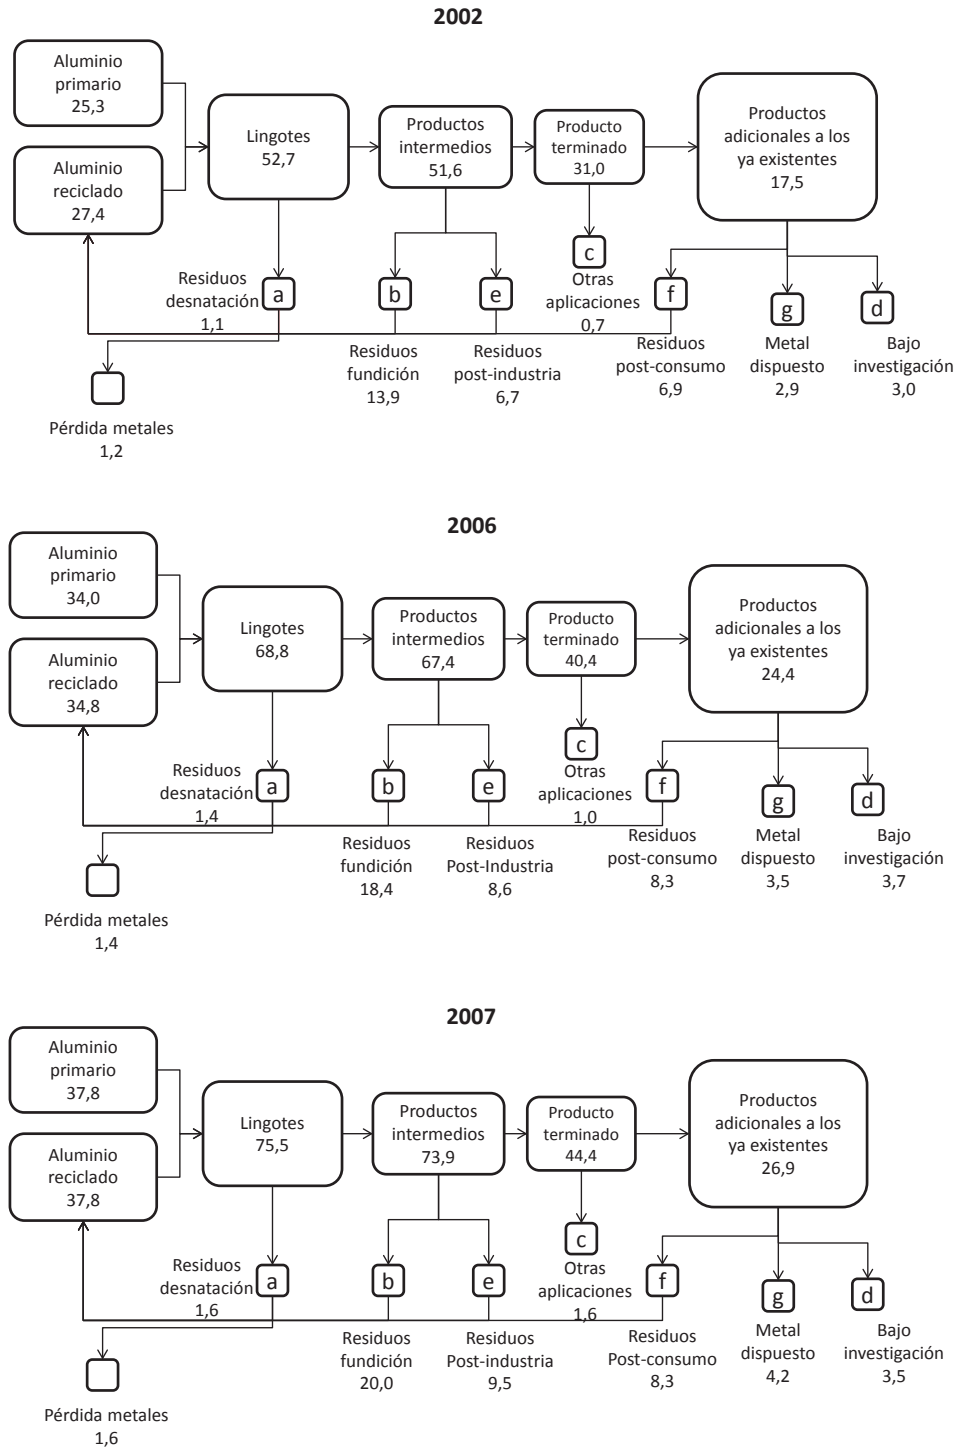 2002
Aluminio
primario
25,3
Aluminio
reciclado
27,4
Lingotes
52,7
Productos
intermedios
51,6
Producto
terminado
31,0
Productos
adicionales a los
ya existentes
17,5
Residuos
desnatación
1,1
a
b
e
c
Otras
aplicaciones
0,7
f
g
d
Residuos
fundición
13,9
Residuos
post-industria
6,7
Residuos
post-consumo
6,9
Metal
dispuesto
2,9
Bajo
investigación
3,0
Pérdida metales
1,2
2006
Aluminio
primario
34,0
Aluminio
reciclado
34,8
Lingotes
68,8
Productos
intermedios
67,4
Producto
terminado
40,4
Productos
adicionales a los
ya existentes
24,4
Residuos
desnatación
1,4
a
b
e
c
Otras
aplicaciones
1,0
f
g
d
Residuos
fundición
18,4
Residuos
Post-Industria
8,6
Residuos
post-consumo
8,3
Metal
dispuesto
3,5
Bajo
investigación
3,7
Pérdida metales
1,4
2007
Aluminio
primario
37,8
Aluminio
reciclado
37,8
Lingotes
75,5
Productos
intermedios
73,9
Producto
terminado
44,4
Productos
adicionales a los
ya existentes
26,9
Residuos
desnatación
1,6
a
b
e
c
Otras
aplicaciones
1,6
f
g
d
Residuos
fundición
20,0
Residuos
Post-industria
9,5
Residuos
Post-consumo
8,3
Metal
dispuesto
4,2
Bajo
investigación
3,5
Pérdida metales
1,6